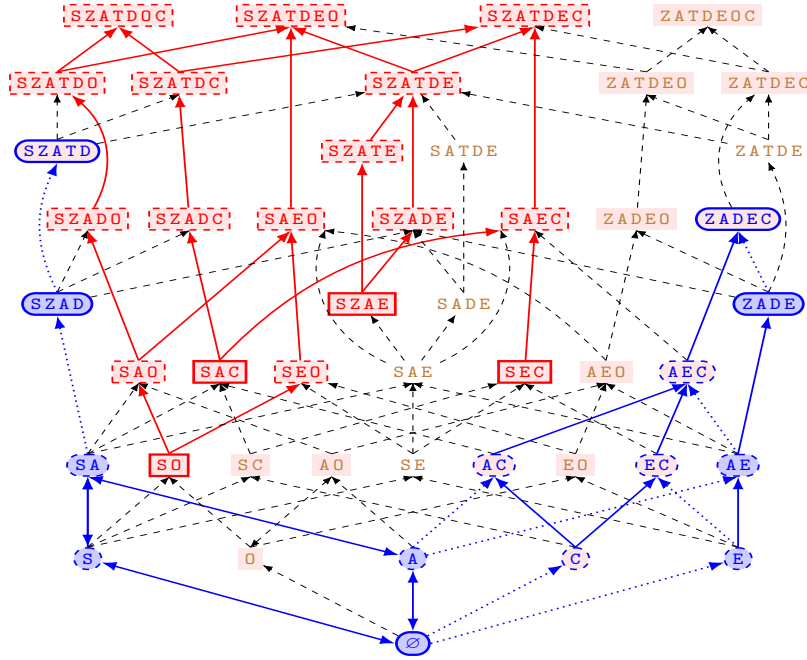 SZATDOC SZATDEO SZATDEC ZATDEOC
SZATDO SZATDC SZATDE ZATDEO ZATDEC
SZATD SZATE SATDE ZATDE
SZADO SZADC SAEO SZADE SAEC ZADEO ZADEC
SZAD SZAE SADE ZADE
SAO SAC SEO SAE SEC AEO AEC
SA SO SC AO SE AC EO EC AE
S O A C E
∅